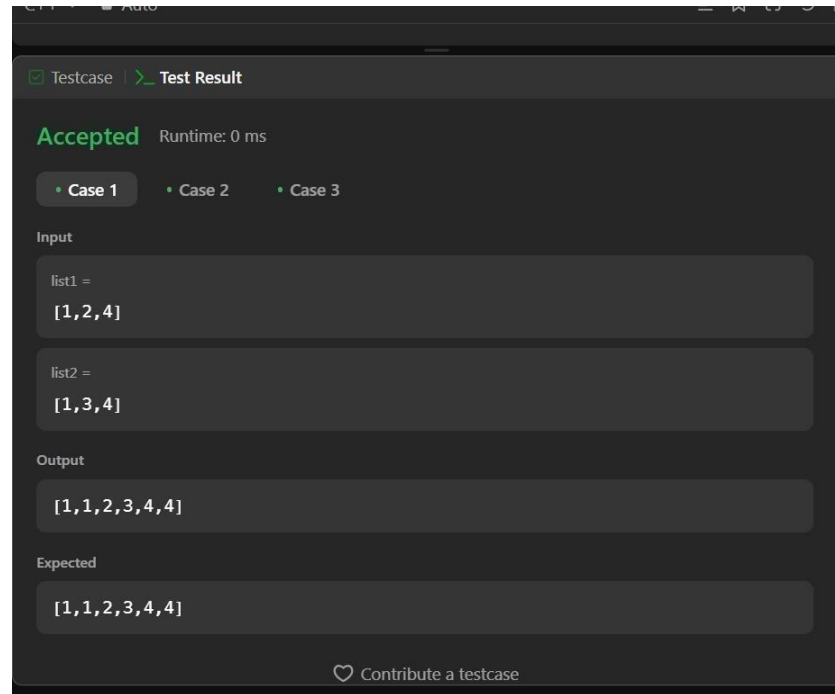 C++ Auto
Testcase Test Result
Accepted Runtime: 0 ms
Case 1 Case 2 Case 3
Input
list1 =
[1,2,4]
list2 =
[1,3,4]
Output
[1,1,2,3,4,4]
Expected
[1,1,2,3,4,4]
Contribute a testcase